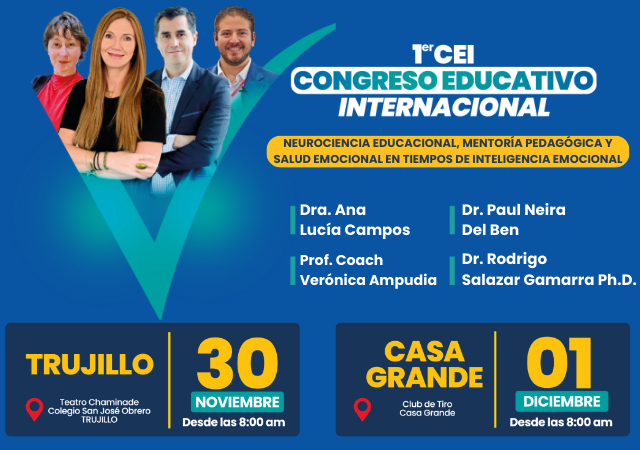 1er CEI
CONGRESO EDUCATIVO
INTERNACIONAL
NEUROCIENCIA EDUCACIONAL, MENTORÍA PEDAGÓGICA Y
SALUD EMOCIONAL EN TIEMPOS DE INTELIGENCIA EMOCIONAL
Dra. Ana
Lucía Campos
Dr. Paul Neira
Del Ben
Prof. Coach
Verónica Ampudia
Dr. Rodrigo
Salazar Gamarra Ph.D.
TRUJILLO
Teatro Chaminade
Colegio San José Obrero
TRUJILLO
30
NOVIEMBRE
Desde las 8:00 am
CASA
GRANDE
Club de Tiro
Casa Grande
01
DICIEMBRE
Desde las 8:00 am